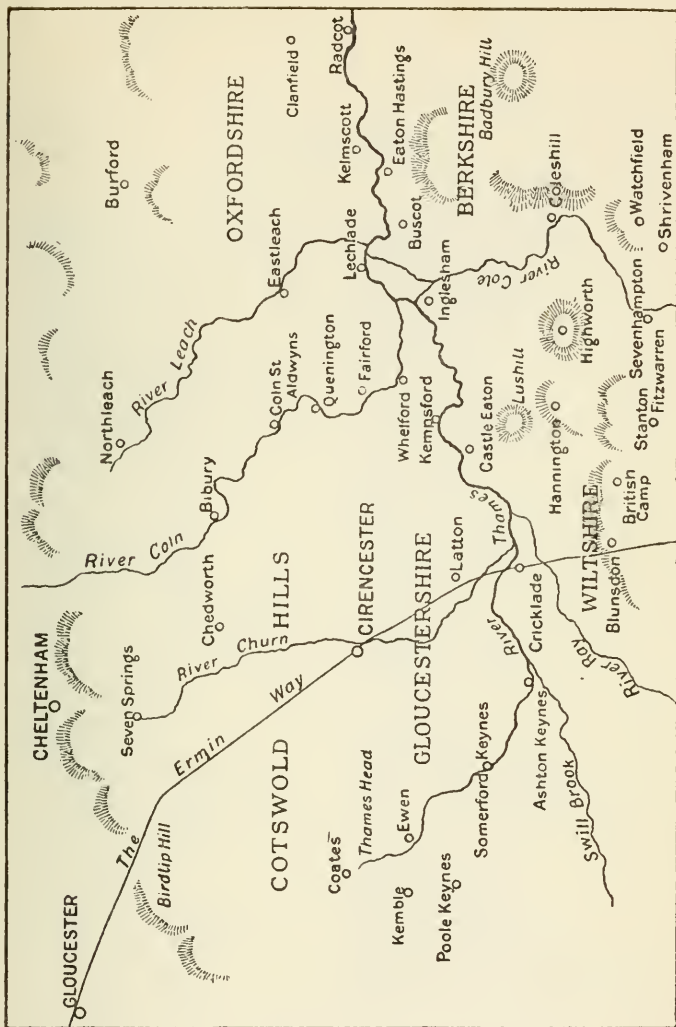 GLOUCESTER
CHELTENHAM
Burford
Northleach
Seven Springs
The Ermin Way
Birdlip Hill
River Leach
River Coln
Bibury
Chedworth
River Churn
OXFORDSHIRE
Clanfield
Eastleach
Coln St
Aldwyns
Quenington
COTSWOLD HILLS
Radcot
Kelmscott
Lechlade
Fairford
CIRENCESTER
Coates
Thames Head
Eaton Hastings
Buscot
Whelford
Kempsford
Inglesham
GLOUCESTERSHIRE
Ewen
Kemble
Latton
Poole Keynes
BERKSHIRE
Badbury Hill
River Cole
Castle Eaton
Lushill
River Thames
Somerford Keynes
Cricklade
Ashton Keynes
Coleshill
Highworth
Hannington
WILTSHIRE
River Ray
Swill Brook
Watchfield
Shrivenham
Sevenhampton
Stanton
Fitzwarren
British
Camp
Blunsdon